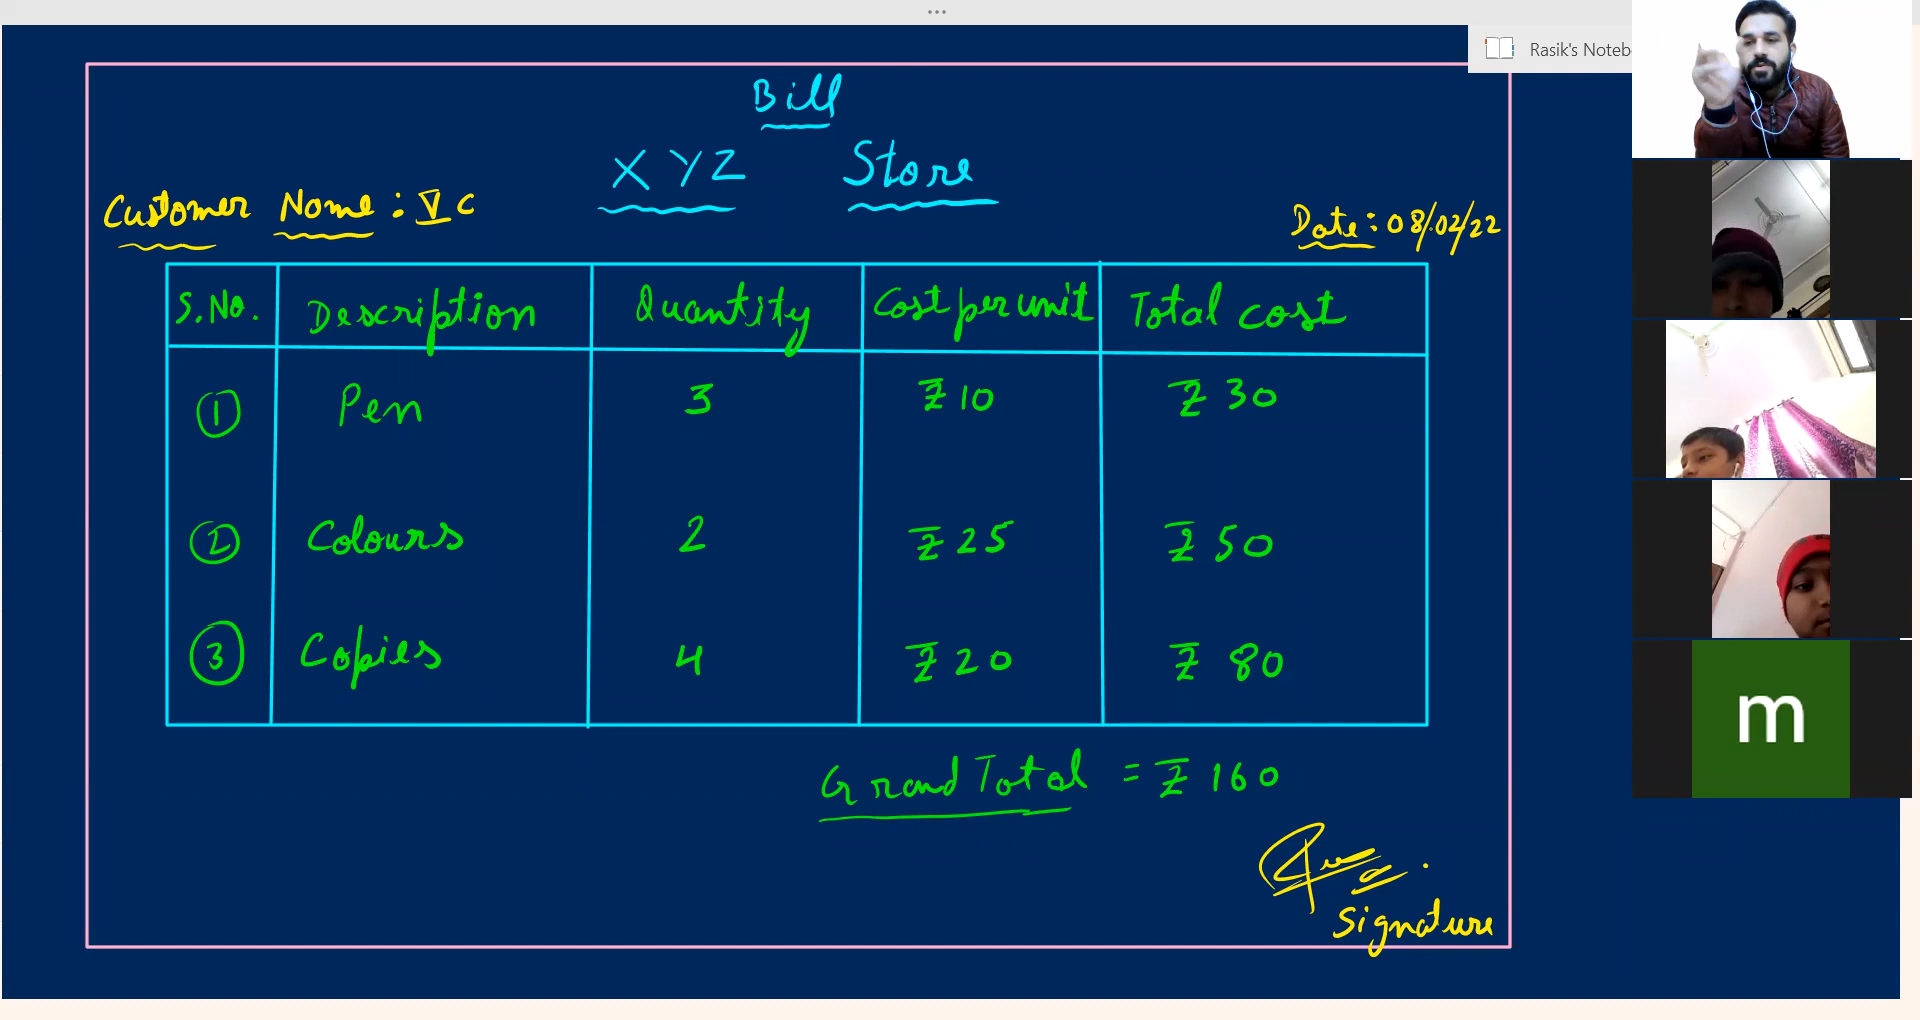 Rasik's Noteb
Bill
XYZ Store
Customer Name : V C
Date : 08/02/22
S.No. Description Quantity Cost per unit Total cost
1 Pen 3 ₹ 10 ₹ 30
2 Colours 2 ₹ 25 ₹ 50
3 Copies 4 ₹ 20 ₹ 80
Grand Total = ₹ 160
Signature
m